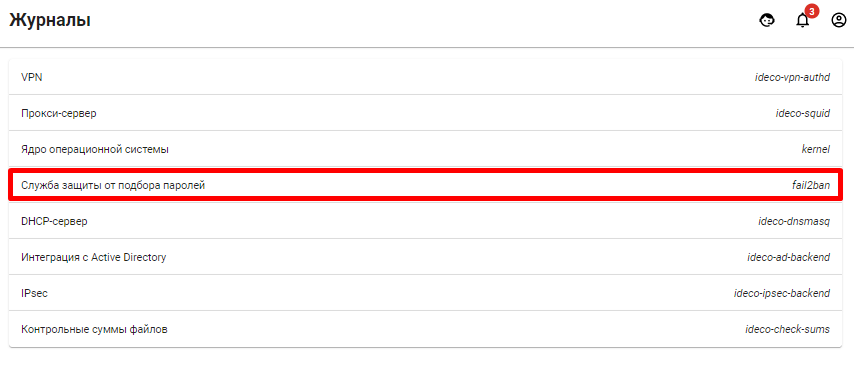 Журналы
3
VPN ideco-vpn-authd
Прокси-сервер ideco-squid
Ядро операционной системы kernel
Служба защиты от подбора паролей fail2ban
DHCP-сервер ideco-dnsmasq
Интеграция с Active Directory ideco-ad-backend
IPsec ideco-ipsec-backend
Контрольные суммы файлов ideco-check-sums